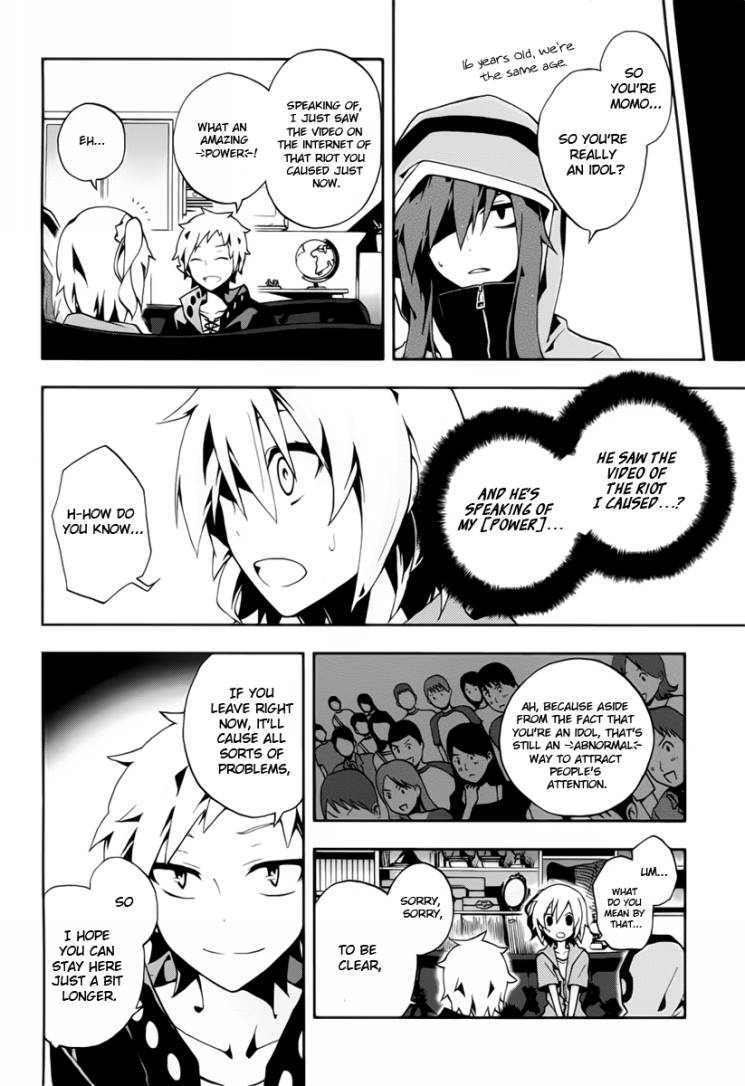 16 years old, we're
the same age.
SO
YOU'RE
MOMO...
SO YOU'RE
REALLY
AN IDOL?
SPEAKING OF,
I JUST SAW
THE VIDEO ON
THE INTERNET OF
THAT RIOT YOU
CAUSED JUST
NOW.
WHAT AN
AMAZING
-POWER-!
EH...
HE SAW THE
VIDEO OF
THE RIOT
I CAUSED...?
AND HE'S
SPEAKING OF
MY [POWER]...
H-HOW DO
YOU KNOW...
AH, BECAUSE ASIDE
FROM THE FACT THAT
YOU'RE AN IDOL, THAT'S
STILL AN -ABNORMAL-
WAY TO ATTRACT
PEOPLE'S
ATTENTION.
UM...
WHAT
DO YOU
MEAN BY
THAT...
SORRY,
SORRY,
TO BE
CLEAR,
IF YOU
LEAVE RIGHT
NOW, IT'LL
CAUSE ALL
SORTS OF
PROBLEMS,
SO
I HOPE
YOU CAN
STAY HERE
JUST A BIT
LONGER.